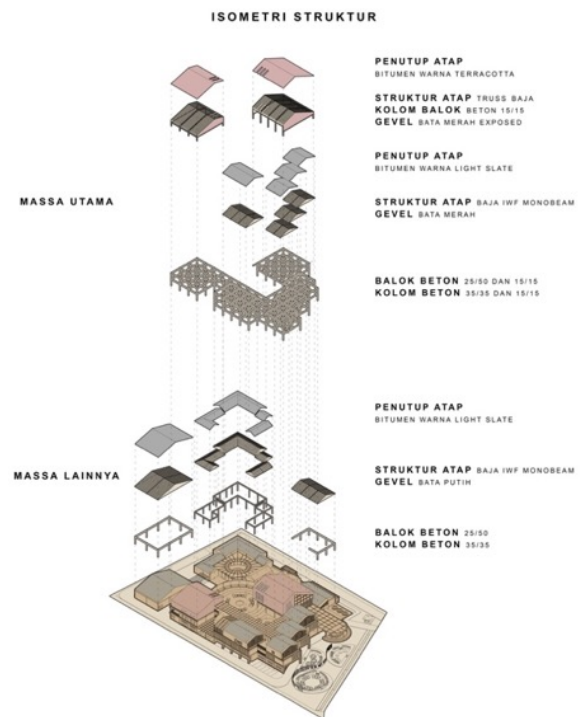 ISOMETRI STRUKTUR
PENUTUP ATAP
BITUMEN WARNA TERRACOTTA
STRUKTUR ATAP TRUSS BAJA
KOLOM BALOK BETON 15/15
GEVEL BATA MERAH EXPOSED
PENUTUP ATAP
BITUMEN WARNA LIGHT SLATE
MASSA UTAMA
STRUKTUR ATAP BAJA IWF MONOBEAM
GEVEL BATA MERAH
BALOK BETON 25/50 DAN 15/15
KOLOM BETON 35/35 DAN 15/15
PENUTUP ATAP
BITUMEN WARNA LIGHT SLATE
MASSA LAINNYA
STRUKTUR ATAP BAJA IWF MONOBEAM
GEVEL BATA PUTIH
BALOK BETON 25/50
KOLOM BETON 35/35